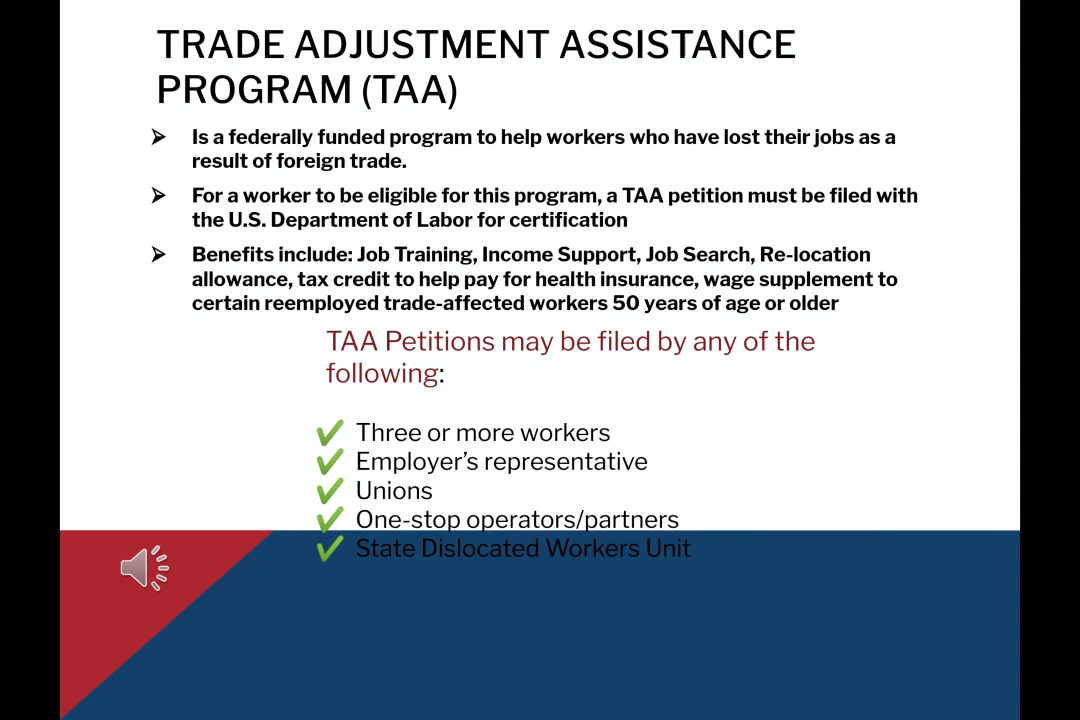 TRADE ADJUSTMENT ASSISTANCE
PROGRAM (TAA)
➢ Is a federally funded program to help workers who have lost their jobs as a
result of foreign trade.
➢ For a worker to be eligible for this program, a TAA petition must be filed with
the U.S. Department of Labor for certification
➢ Benefits include: Job Training, Income Support, Job Search, Re-location
allowance, tax credit to help pay for health insurance, wage supplement to
certain reemployed trade-affected workers 50 years of age or older
TAA Petitions may be filed by any of the
following:
✔ Three or more workers
✔ Employer’s representative
✔ Unions
✔ One-stop operators/partners
✔ State Dislocated Workers Unit